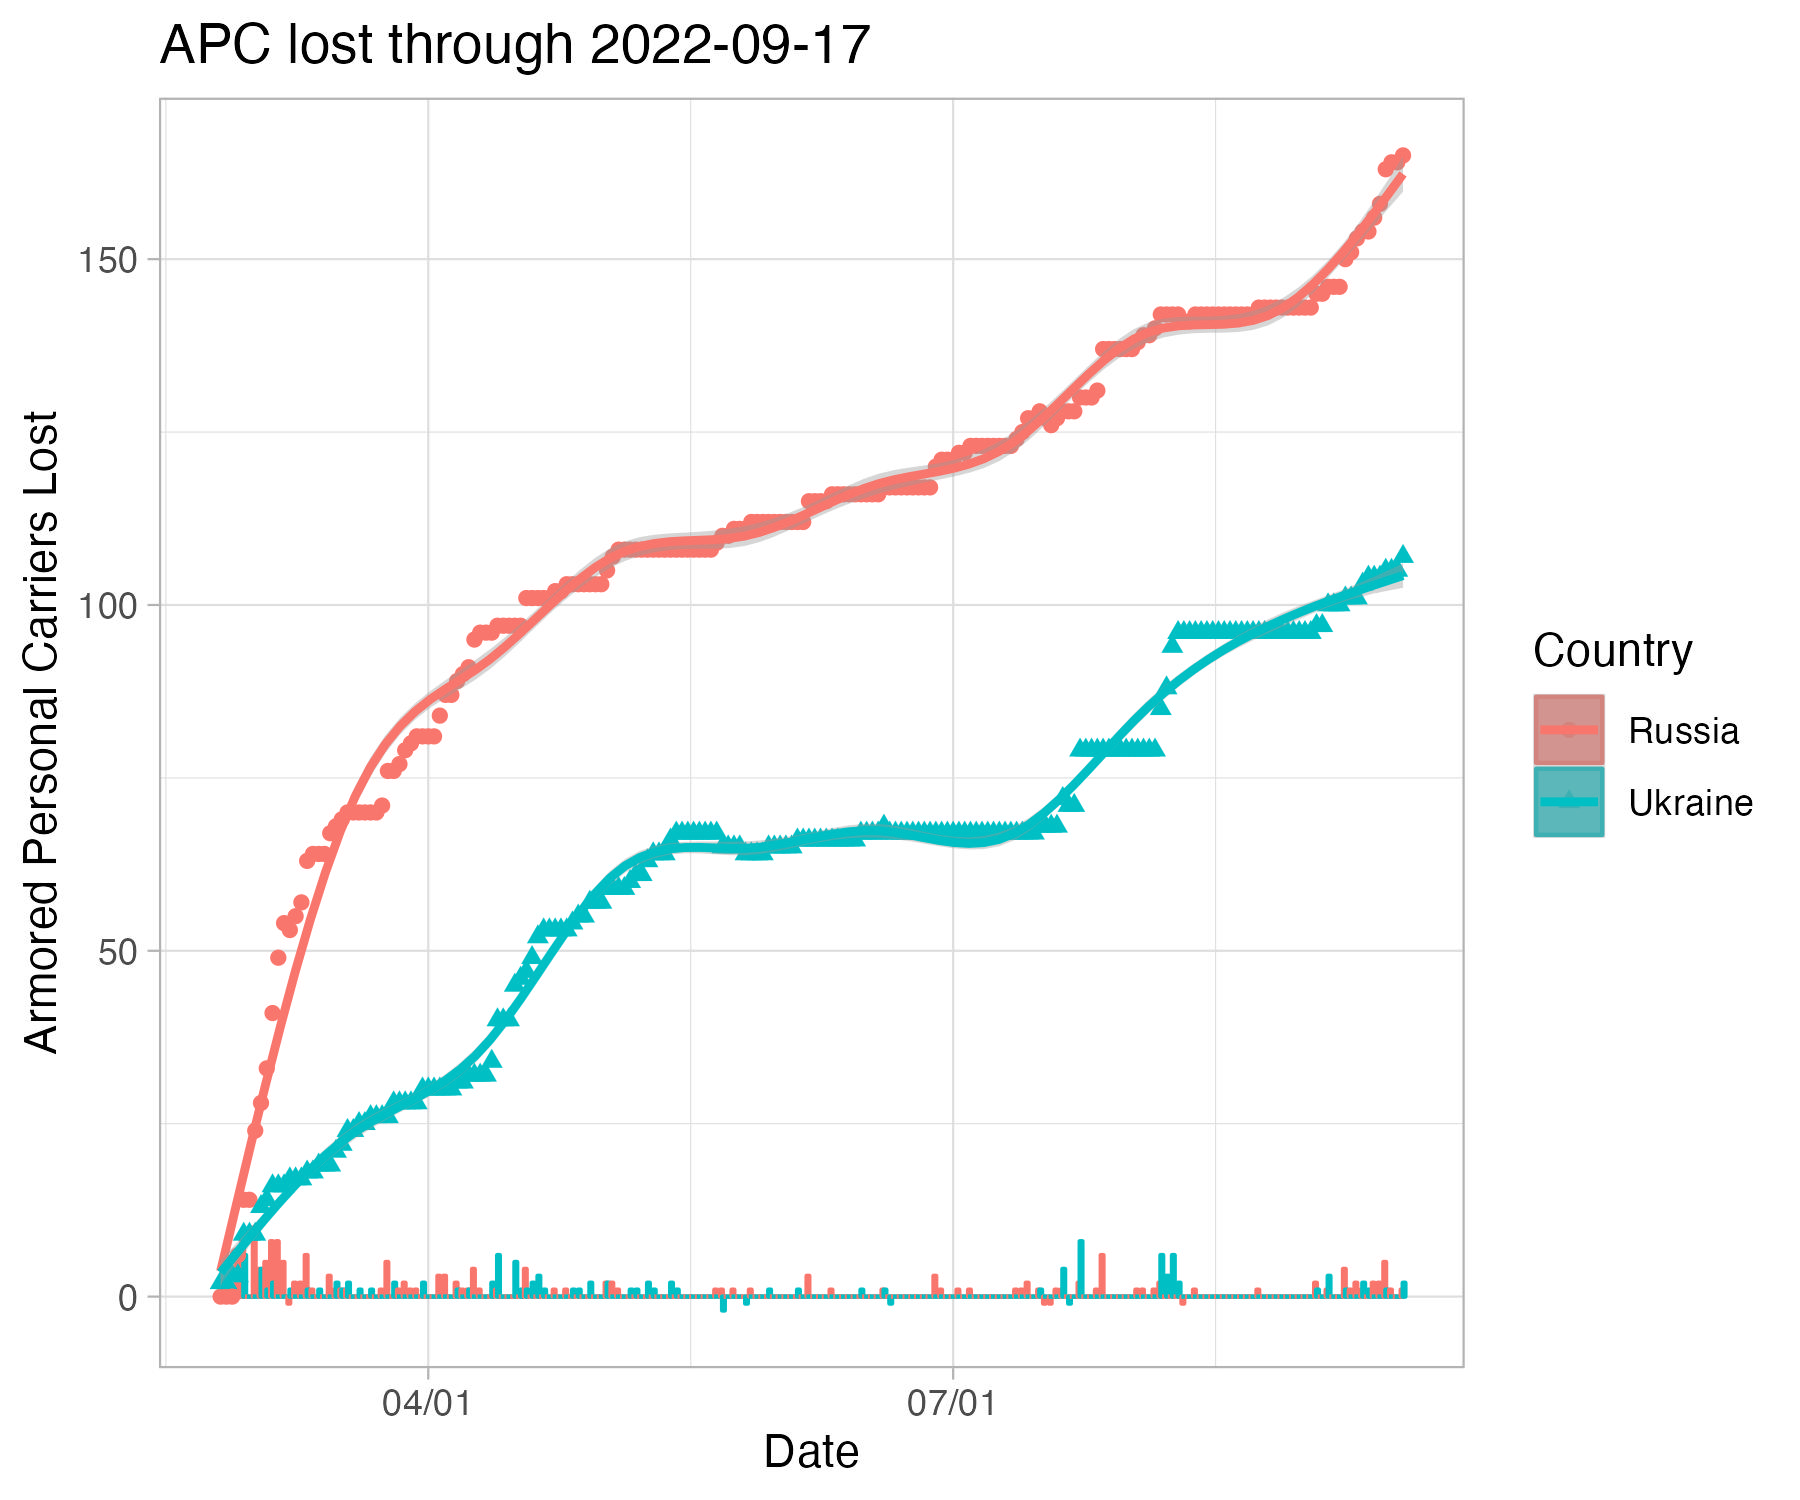 APC lost through 2022-09-17
Armored Personal Carriers Lost
150
100
50
0
04/01
07/01
Date
Country
Russia
Ukraine